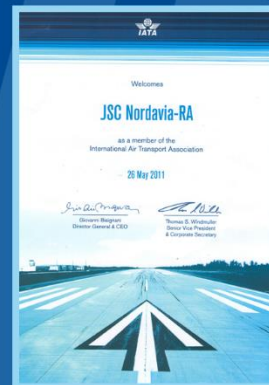 IATA
Welcomes
JSC Nordavia-RA
as a member of the
International Air Transport Association
26 May 2011
Giovanni Bisignani
Director General & CEO
Thomas E. Windmuller
Senior Vice President
& Corporate Secretary